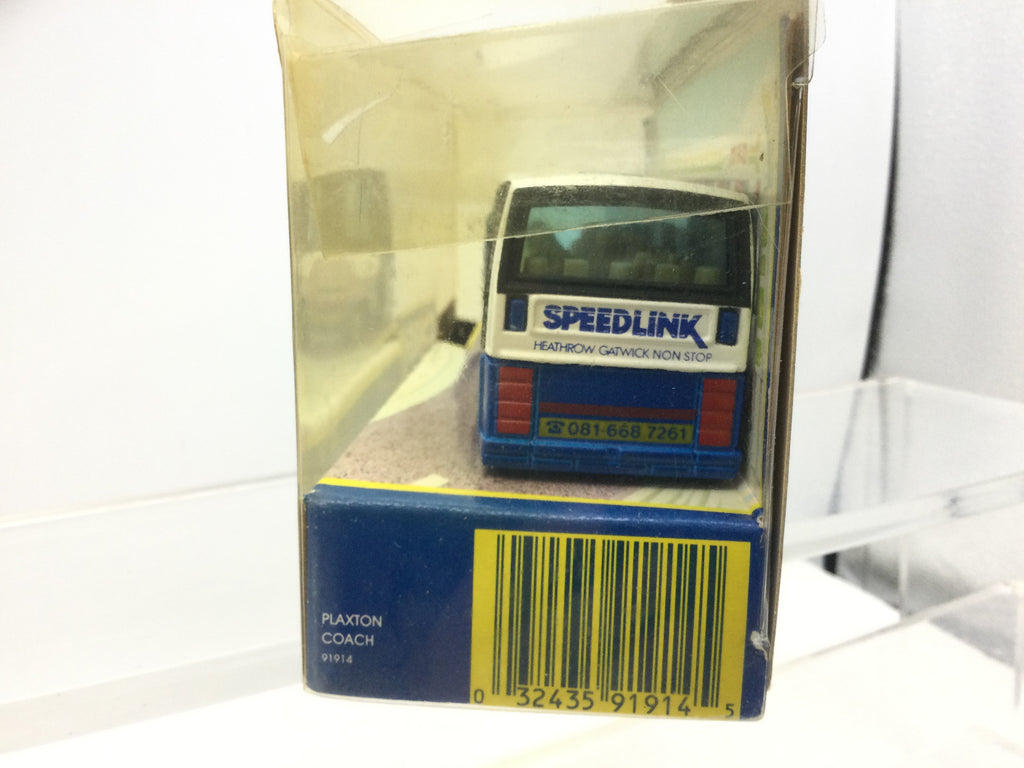 SPEEDLINK
HEATHROW GATWICK NON STOP
☎ 081-668 7261
PLAXTON
COACH
91914
0 32435 91914 5